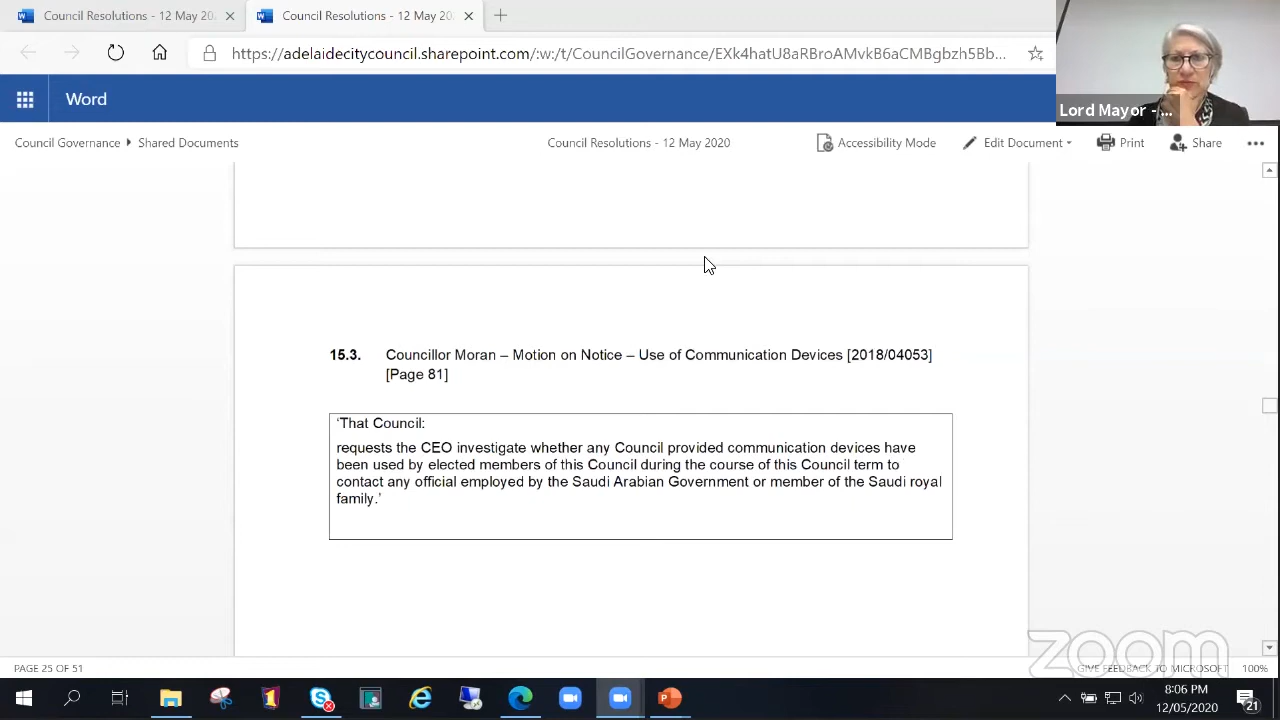 Council Resolutions - 12 May 202
Council Resolutions - 12 May 202
https://adelaidecitycouncil.sharepoint.com/:w:/t/CouncilGovernance/EXk4hatU8aRBroAMvkB6aCMBgbzh5Bb...
Lord Mayor - ...
Word
Council Governance
Shared Documents
Council Resolutions - 12 May 2020
Accessibility Mode
Edit Document
Print
Share
15.3. Councillor Moran – Motion on Notice – Use of Communication Devices [2018/04053]
[Page 81]
‘That Council:
requests the CEO investigate whether any Council provided communication devices have
been used by elected members of this Council during the course of this Council term to
contact any official employed by the Saudi Arabian Government or member of the Saudi royal
family.’
zoom
PAGE 25 OF 51
GIVE FEEDBACK TO MICROSOFT
100%
8:06 PM
12/05/2020
21